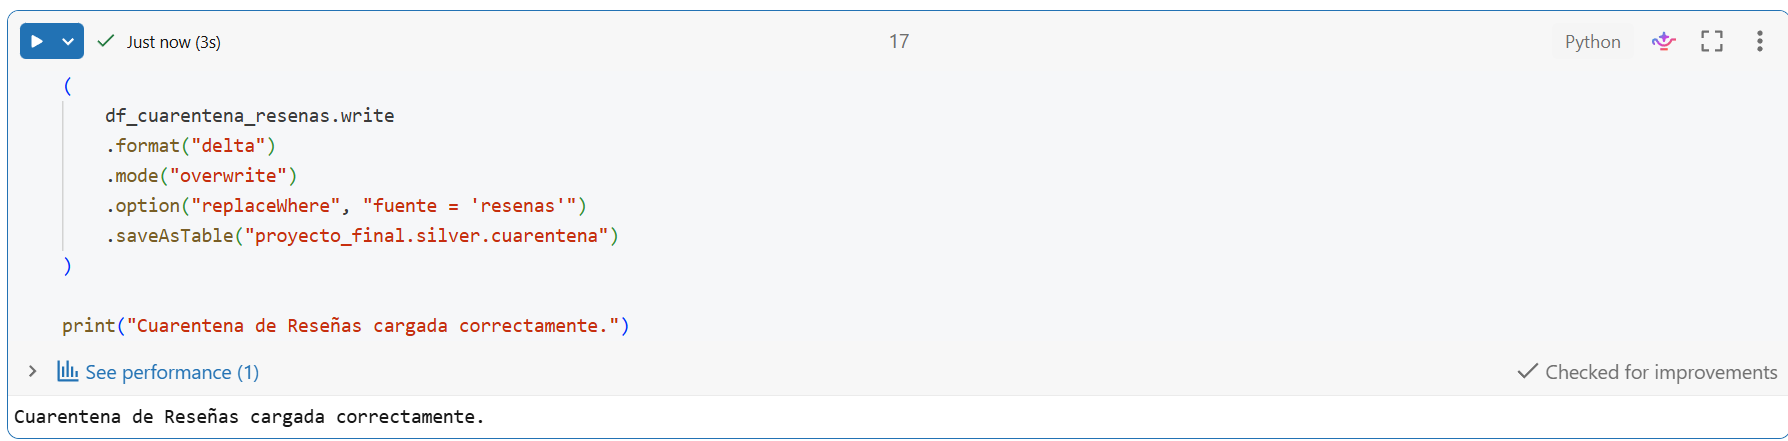 Just now (3s)
17
Python
(
    df_cuarentena_resenas.write
    .format("delta")
    .mode("overwrite")
    .option("replaceWhere", "fuente = 'resenas'")
    .saveAsTable("proyecto_final.silver.cuarentena")
)
print("Cuarentena de Reseñas cargada correctamente.")
See performance (1)
Checked for improvements
Cuarentena de Reseñas cargada correctamente.